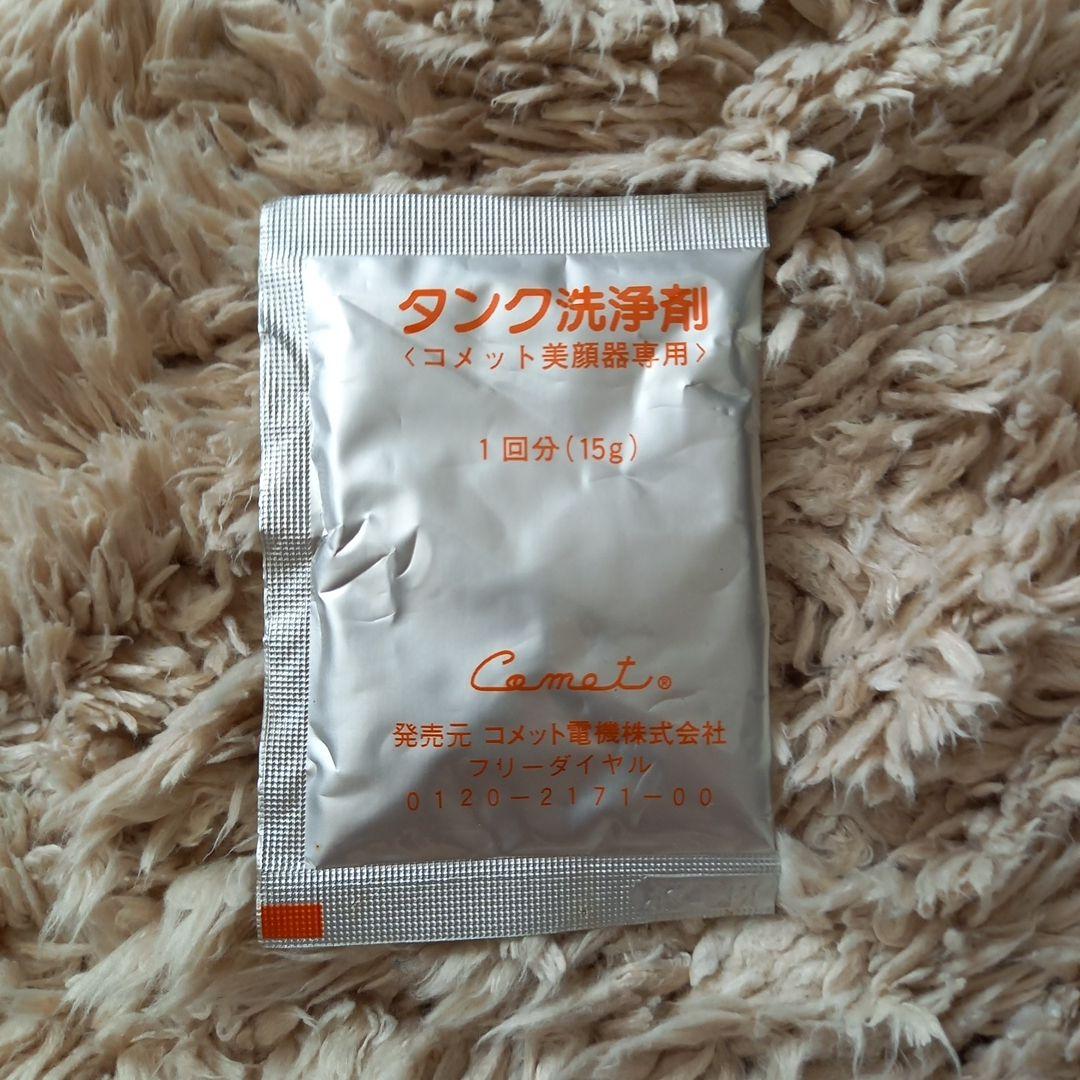 タンク洗浄剤
〈コメット美顔器専用〉
1回分(15g)
Comet®
発売元 コメット電機株式会社
フリーダイヤル
0120-2171-00